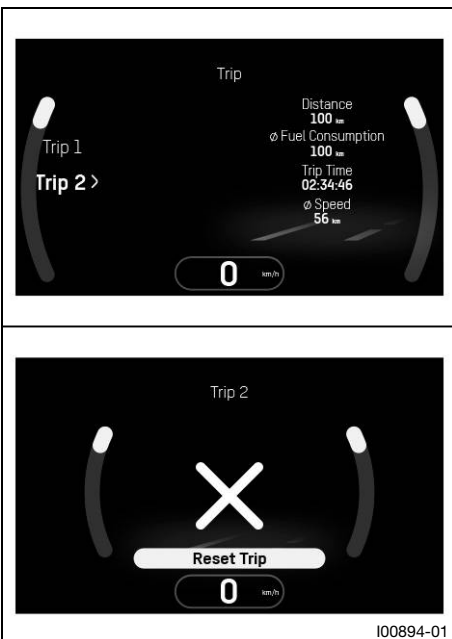 Trip
Trip 1
Trip 2 >
Distance
100 km
ø Fuel Consumption
100 km
Trip Time
02:34:46
ø Speed
56 km
0 km/h
Trip 2
Reset Trip
0 km/h
I00894-01